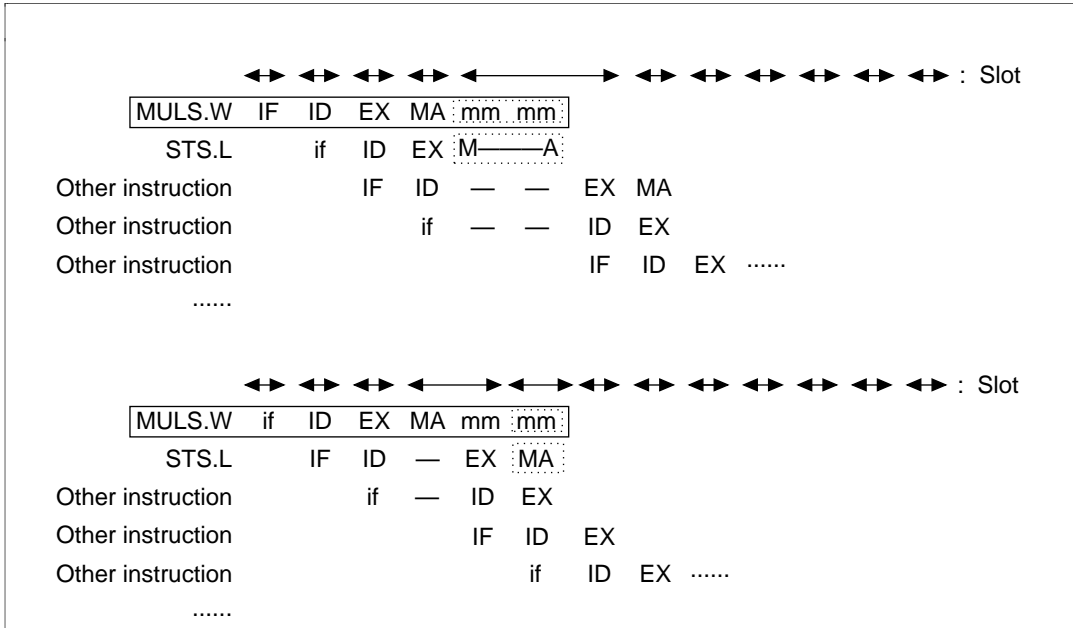 : Slot
MULS.W IF ID EX MA mm mm
STS.L if ID EX M———A
Other instruction IF ID — — EX MA
Other instruction if — — ID EX
Other instruction IF ID EX ......
......
: Slot
MULS.W if ID EX MA mm mm
STS.L IF ID — EX MA
Other instruction if — ID EX
Other instruction IF ID EX
Other instruction if ID EX ......
......